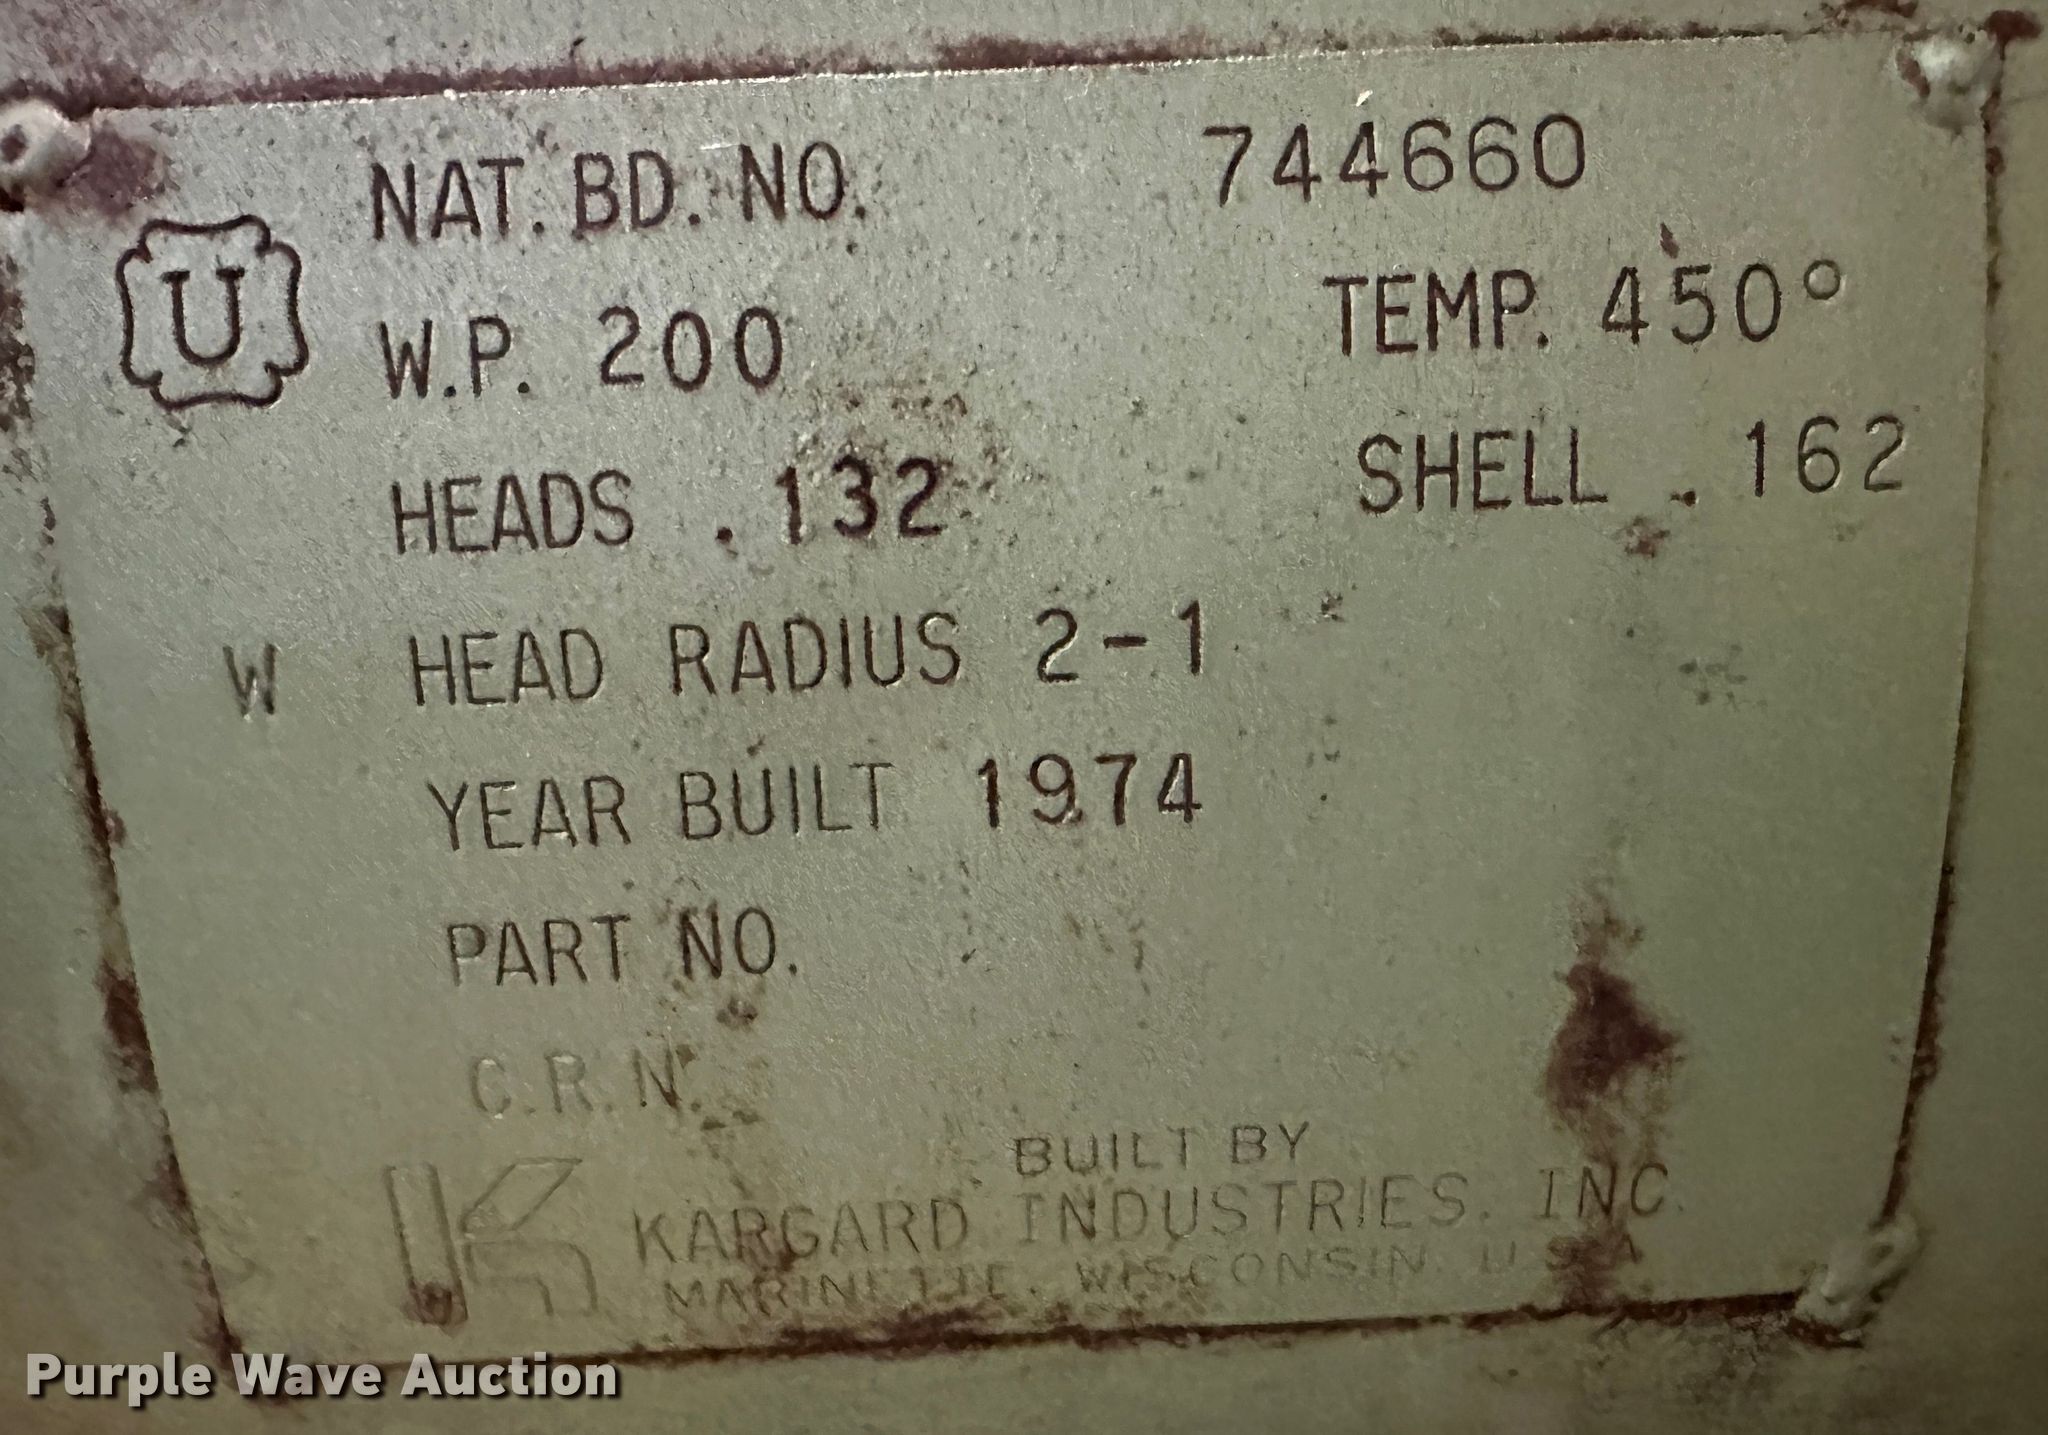 NAT. BD. NO. 744660
U
W.P. 200 TEMP. 450°
HEADS .132 SHELL .162
W HEAD RADIUS 2-1
YEAR BUILT 1974
PART NO.
C.R.N.
BUILT BY
K KARGARD INDUSTRIES, INC.
MARINETTE, WISCONSIN U.S.A.
Purple Wave Auction